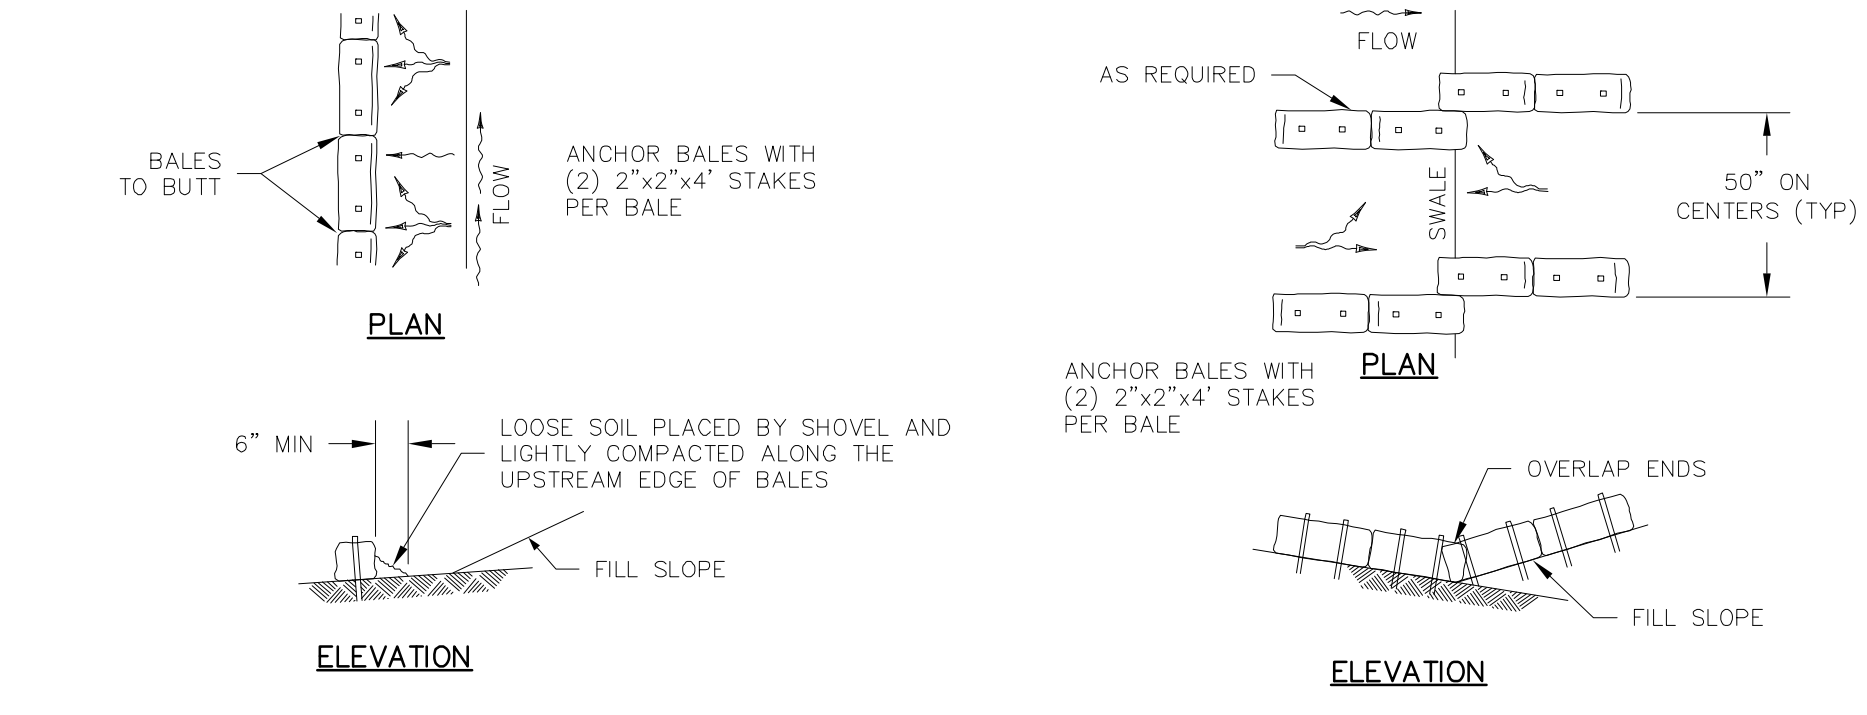 BALES
TO BUTT
FLOW
ANCHOR BALES WITH
(2) 2”x2”x4' STAKES
PER BALE
PLAN
6” MIN
LOOSE SOIL PLACED BY SHOVEL AND
LIGHTLY COMPACTED ALONG THE
UPSTREAM EDGE OF BALES
FILL SLOPE
ELEVATION
FLOW
AS REQUIRED
SWALE
50” ON
CENTERS (TYP)
PLAN
ANCHOR BALES WITH
(2) 2”x2”x4' STAKES
PER BALE
OVERLAP ENDS
FILL SLOPE
ELEVATION